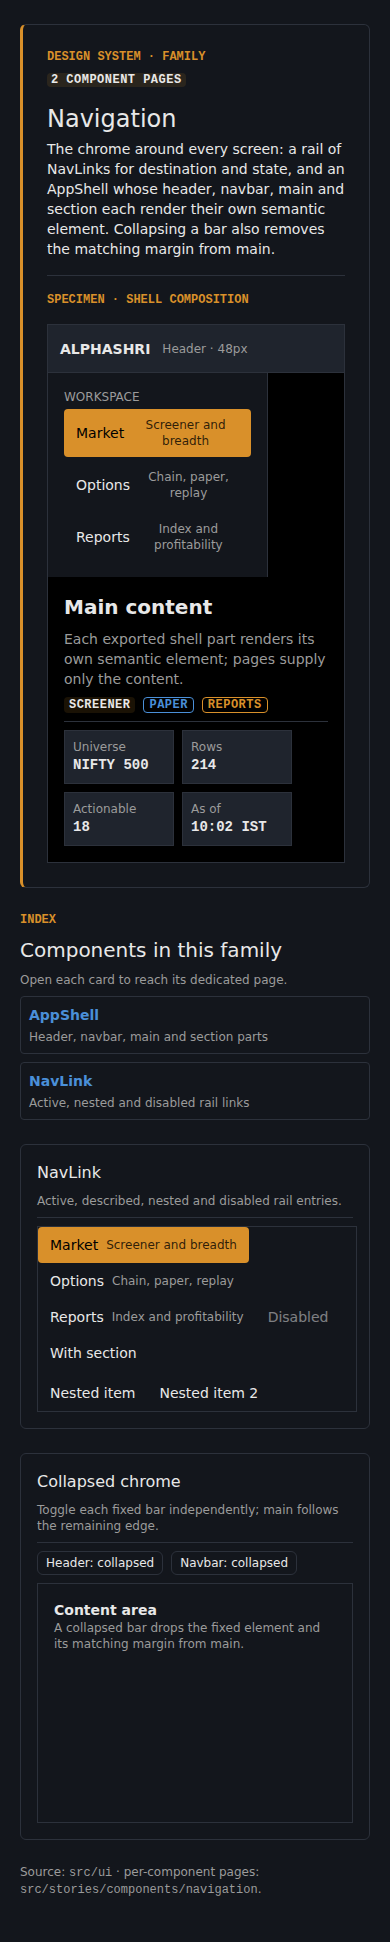 DESIGN SYSTEM · FAMILY
2 COMPONENT PAGES
Navigation
The chrome around every screen: a rail of
NavLinks for destination and state, and an
AppShell whose header, navbar, main and
section each render their own semantic
element. Collapsing a bar also removes
the matching margin from main.
SPECIMEN · SHELL COMPOSITION
ALPHASHRI Header · 48px
WORKSPACE
Market Screener and
breadth
Options Chain, paper,
replay
Reports Index and
profitability
Main content
Each exported shell part renders its
own semantic element; pages supply
only the content.
SCREENER PAPER REPORTS
Universe Rows
NIFTY 500 214
Actionable As of
18 10:02 IST
INDEX
Components in this family
Open each card to reach its dedicated page.
AppShell
Header, navbar, main and section parts
NavLink
Active, nested and disabled rail links
NavLink
Active, described, nested and disabled rail entries.
Market Screener and breadth
Options Chain, paper, replay
Reports Index and profitability Disabled
With section
Nested item Nested item 2
Collapsed chrome
Toggle each fixed bar independently; main follows
the remaining edge.
Header: collapsed Navbar: collapsed
Content area
A collapsed bar drops the fixed element and
its matching margin from main.
Source: src/ui · per-component pages:
src/stories/components/navigation.